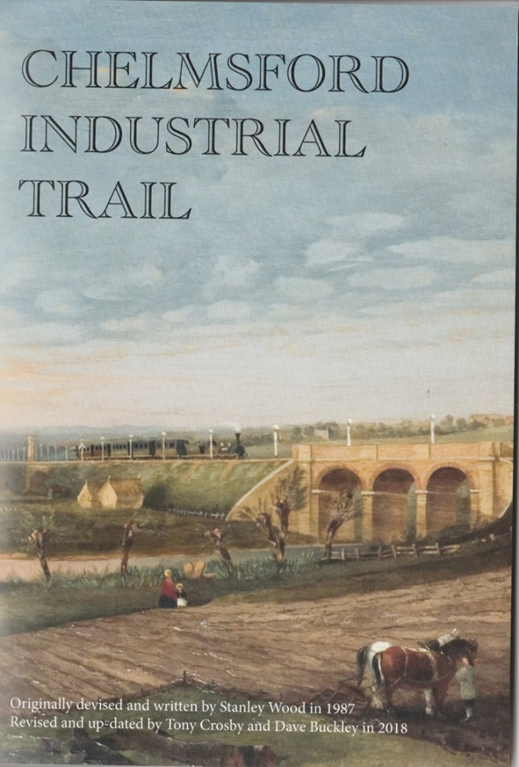 CHELMSFORD
INDUSTRIAL
TRAIL
Originally devised and written by Stanley Wood in 1987
Revised and up-dated by Tony Crosby and Dave Buckley in 2018